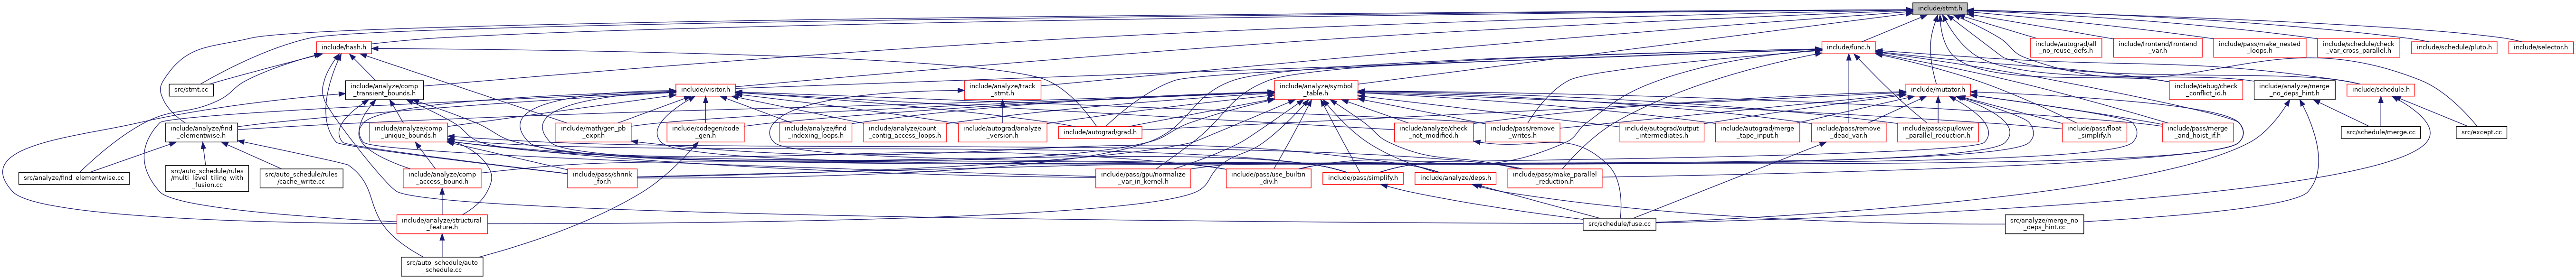 include/stmt.h
include/hash.h
include/func.h
include/autograd/all
_no_reuse_defs.h
include/frontend/frontend
_var.h
include/pass/make_nested
_loops.h
include/schedule/check
_var_cross_parallel.h
include/schedule/pluto.h
include/selector.h
src/stmt.cc
include/analyze/comp
_transient_bounds.h
include/visitor.h
include/analyze/track
_stmt.h
include/analyze/symbol
_table.h
include/mutator.h
include/debug/check
_conflict_id.h
include/analyze/merge
_no_deps_hint.h
include/schedule.h
include/analyze/find
_elementwise.h
include/analyze/comp
_unique_bounds.h
include/math/gen_pb
_expr.h
include/codegen/code
_gen.h
include/analyze/find
_indexing_loops.h
include/analyze/count
_contig_access_loops.h
include/autograd/analyze
_version.h
include/autograd/grad.h
include/analyze/check
_not_modified.h
include/pass/remove
_writes.h
include/autograd/output
_intermediates.h
include/autograd/merge
_tape_input.h
include/pass/remove
_dead_var.h
include/pass/cpu/lower
_parallel_reduction.h
include/pass/float
_simplify.h
include/pass/merge
_and_hoist_if.h
src/schedule/merge.cc
src/except.cc
src/analyze/find_elementwise.cc
src/auto_schedule/rules
/multi_level_tiling_with
_fusion.cc
src/auto_schedule/rules
/cache_write.cc
include/analyze/comp
_access_bound.h
include/pass/shrink
_for.h
include/pass/gpu/normalize
_var_in_kernel.h
include/pass/use_builtin
_div.h
include/pass/simplify.h
include/analyze/deps.h
include/pass/make_parallel
_reduction.h
include/analyze/structural
_feature.h
src/schedule/fuse.cc
src/analyze/merge_no
_deps_hint.cc
src/auto_schedule/auto
_schedule.cc